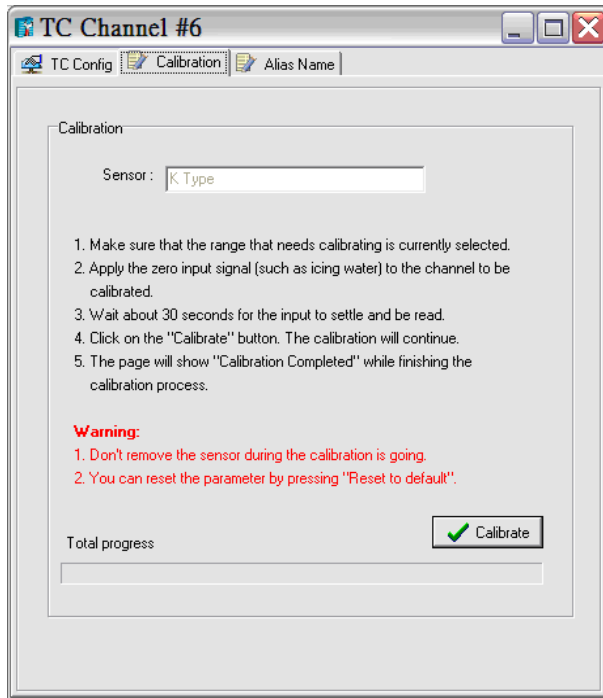 TC Channel #6
TC Config Calibration Alias Name
Calibration
Sensor : K Type
1. Make sure that the range that needs calibrating is currently selected.
2. Apply the zero input signal (such as icing water) to the channel to be
calibrated.
3. Wait about 30 seconds for the input to settle and be read.
4. Click on the "Calibrate" button. The calibration will continue.
5. The page will show "Calibration Completed" while finishing the
calibration process.
Warning:
1. Don't remove the sensor during the calibration is going.
2. You can reset the parameter by pressing "Reset to default".
Calibrate
Total progress